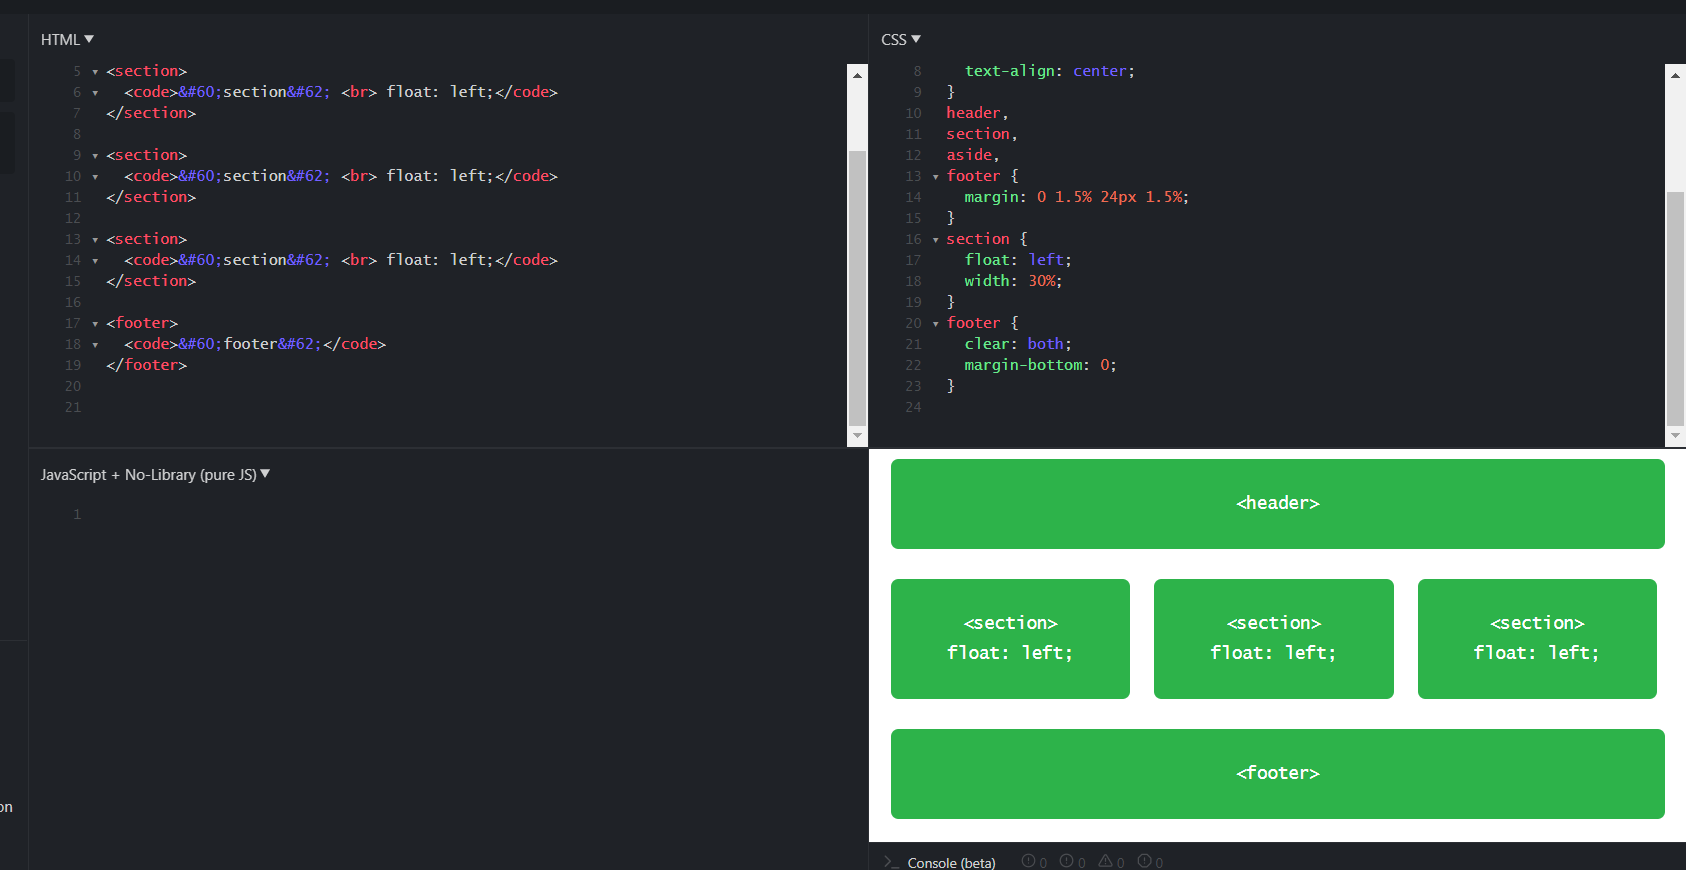 HTML ▼
5 ▾ <section>
6 ▾ <code>&#60;section&#62; <br> float: left;</code>
7 </section>
8
9 ▾ <section>
10 ▾ <code>&#60;section&#62; <br> float: left;</code>
11 </section>
12
13 ▾ <section>
14 ▾ <code>&#60;section&#62; <br> float: left;</code>
15 </section>
16
17 ▾ <footer>
18 ▾ <code>&#60;footer&#62;</code>
19 </footer>
20
21
CSS ▼
8 text-align: center;
9 }
10 header,
11 section,
12 aside,
13 ▾ footer {
14 margin: 0 1.5% 24px 1.5%;
15 }
16 ▾ section {
17 float: left;
18 width: 30%;
19 }
20 ▾ footer {
21 clear: both;
22 margin-bottom: 0;
23 }
24
JavaScript + No-Library (pure JS) ▼
1
on
<header>
<section>
float: left;
<section>
float: left;
<section>
float: left;
<footer>
>_ Console (beta) 0 0 0 0